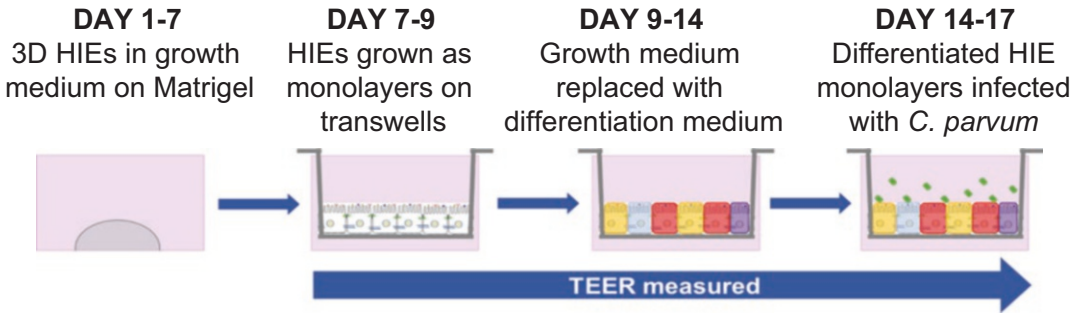 DAY 1-7
3D HIEs in growth
medium on Matrigel
DAY 7-9
HIEs grown as
monolayers on
transwells
DAY 9-14
Growth medium
replaced with
differentiation medium
DAY 14-17
Differentiated HIE
monolayers infected
with C. parvum
TEER measured